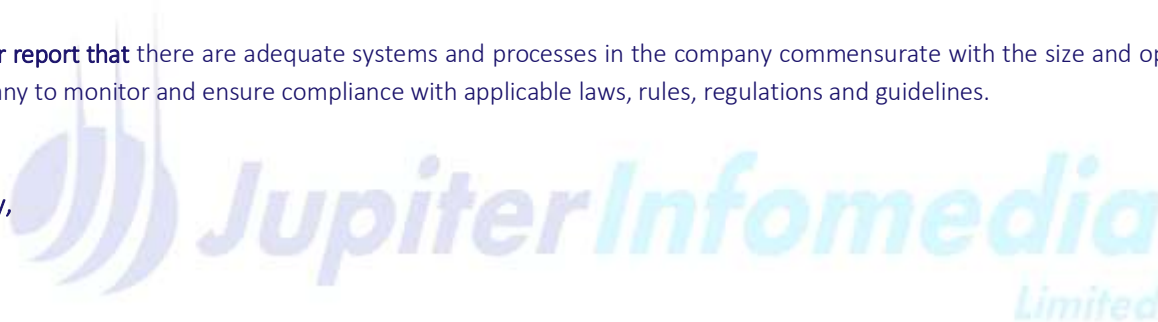 r report that there are adequate systems and processes in the company commensurate with the size and op
any to monitor and ensure compliance with applicable laws, rules, regulations and guidelines.
y,
Jupiter Infomedia
Limited